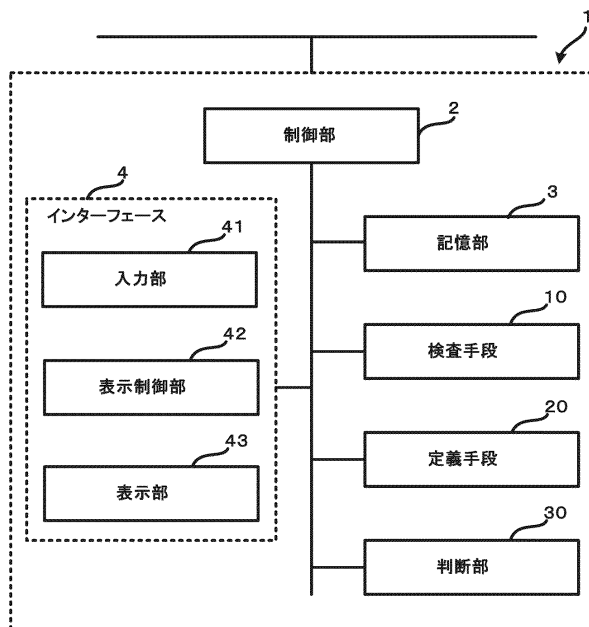 1
2
制御部
4
インターフェース
41
入力部
42
表示制御部
43
表示部
3
記憶部
10
検査手段
20
定義手段
30
判断部